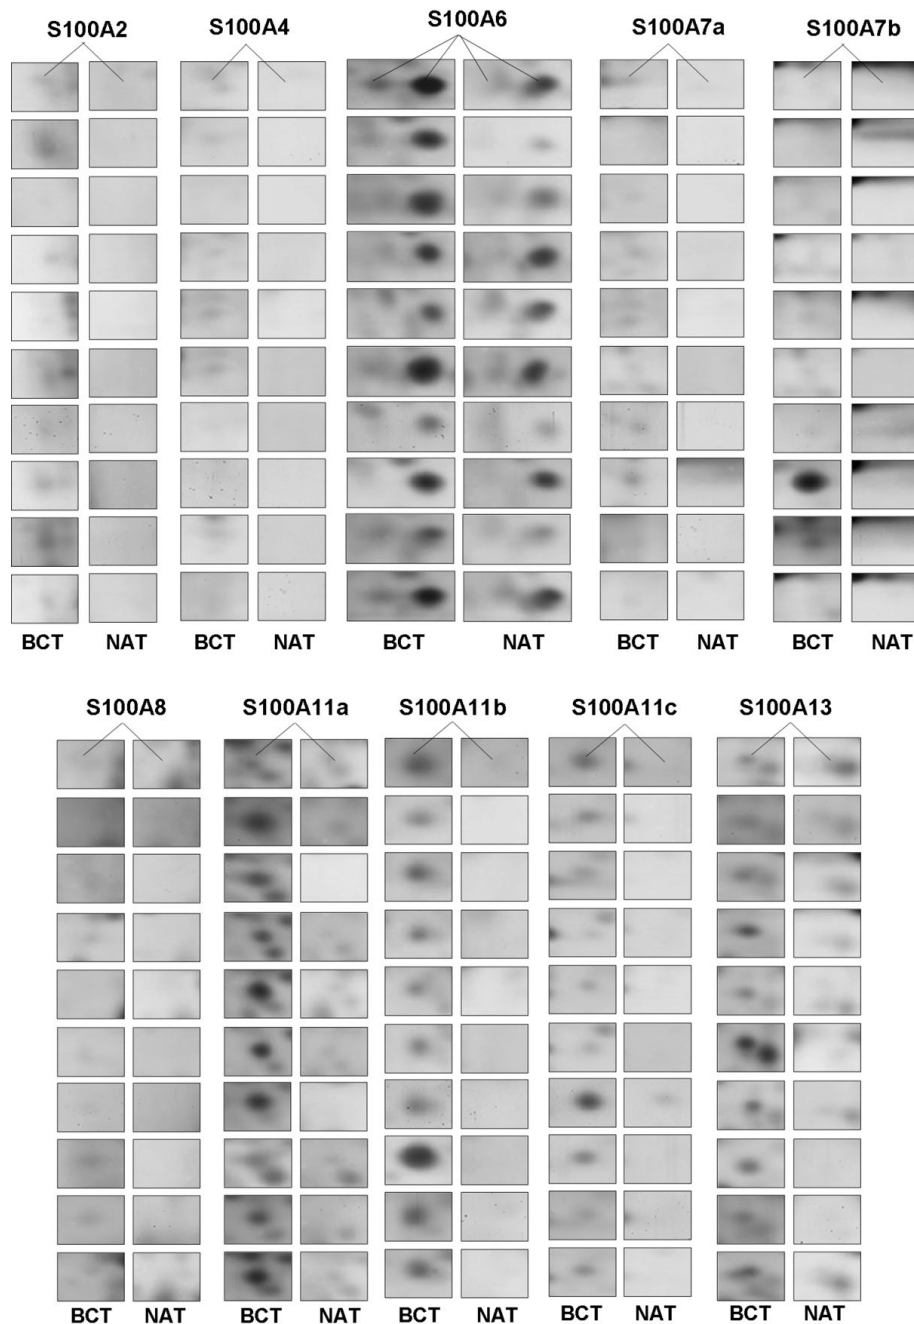 S100A2 S100A4 S100A6 S100A7a S100A7b
BCT NAT BCT NAT BCT NAT BCT NAT BCT NAT
S100A8 S100A11a S100A11b S100A11c S100A13
BCT NAT BCT NAT BCT NAT BCT NAT BCT NAT